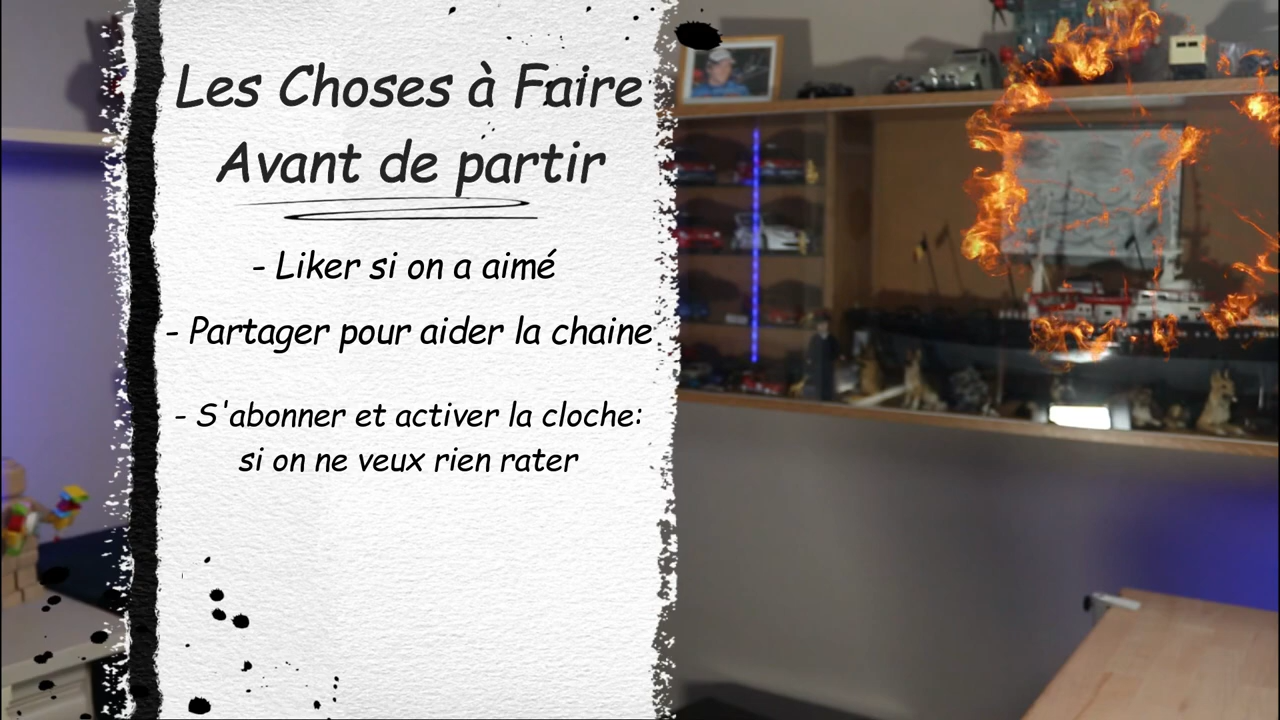 Les Choses à Faire
Avant de partir
- Liker si on a aimé
- Partager pour aider la chaine
- S'abonner et activer la cloche:
si on ne veux rien rater